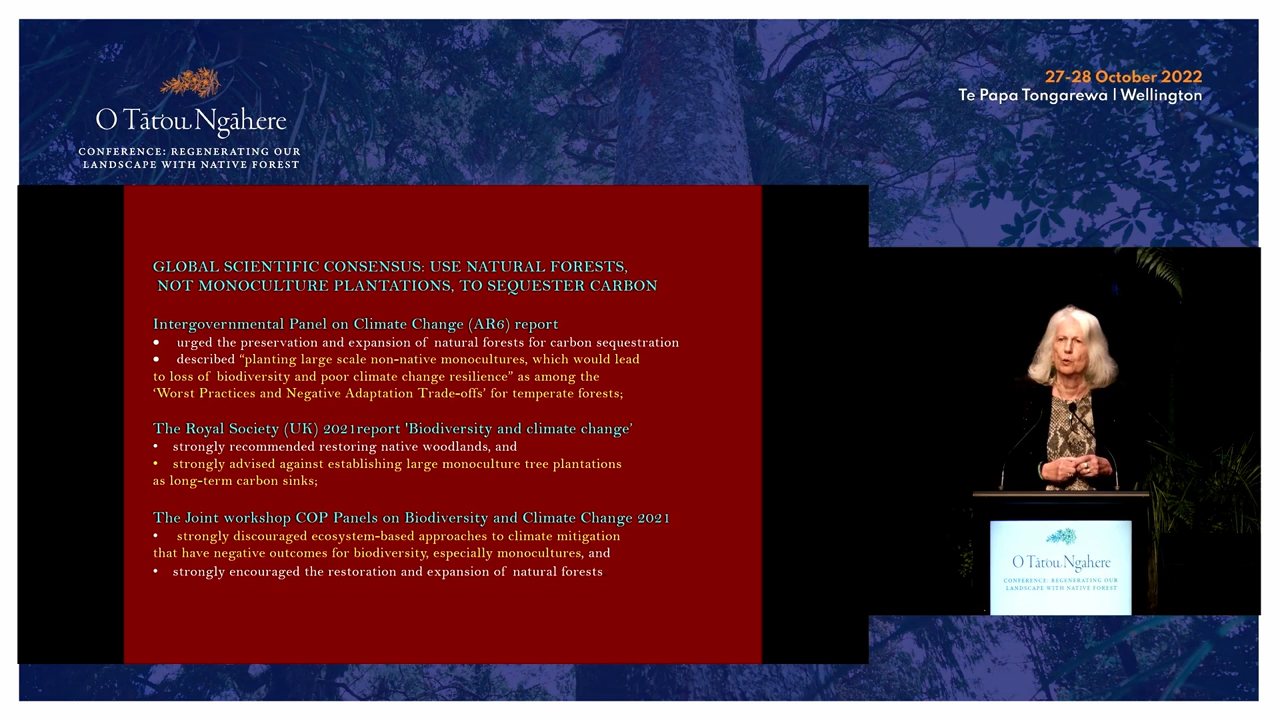 O Tātou Ngāhere
CONFERENCE: REGENERATING OUR
LANDSCAPE WITH NATIVE FOREST
27-28 October 2022
Te Papa Tongarewa | Wellington
GLOBAL SCIENTIFIC CONSENSUS: USE NATURAL FORESTS,
NOT MONOCULTURE PLANTATIONS, TO SEQUESTER CARBON
Intergovernmental Panel on Climate Change (AR6) report
• urged the preservation and expansion of natural forests for carbon sequestration
• described “planting large scale non-native monocultures, which would lead
to loss of biodiversity and poor climate change resilience” as among the
‘Worst Practices and Negative Adaptation Trade-offs’ for temperate forests;
The Royal Society (UK) 2021report 'Biodiversity and climate change’
• strongly recommended restoring native woodlands, and
• strongly advised against establishing large monoculture tree plantations
as long-term carbon sinks;
The Joint workshop COP Panels on Biodiversity and Climate Change 2021
• strongly discouraged ecosystem-based approaches to climate mitigation
that have negative outcomes for biodiversity, especially monocultures, and
• strongly encouraged the restoration and expansion of natural forests
O Tātou Ngāhere
CONFERENCE: REGENERATING OUR
LANDSCAPE WITH NATIVE FOREST